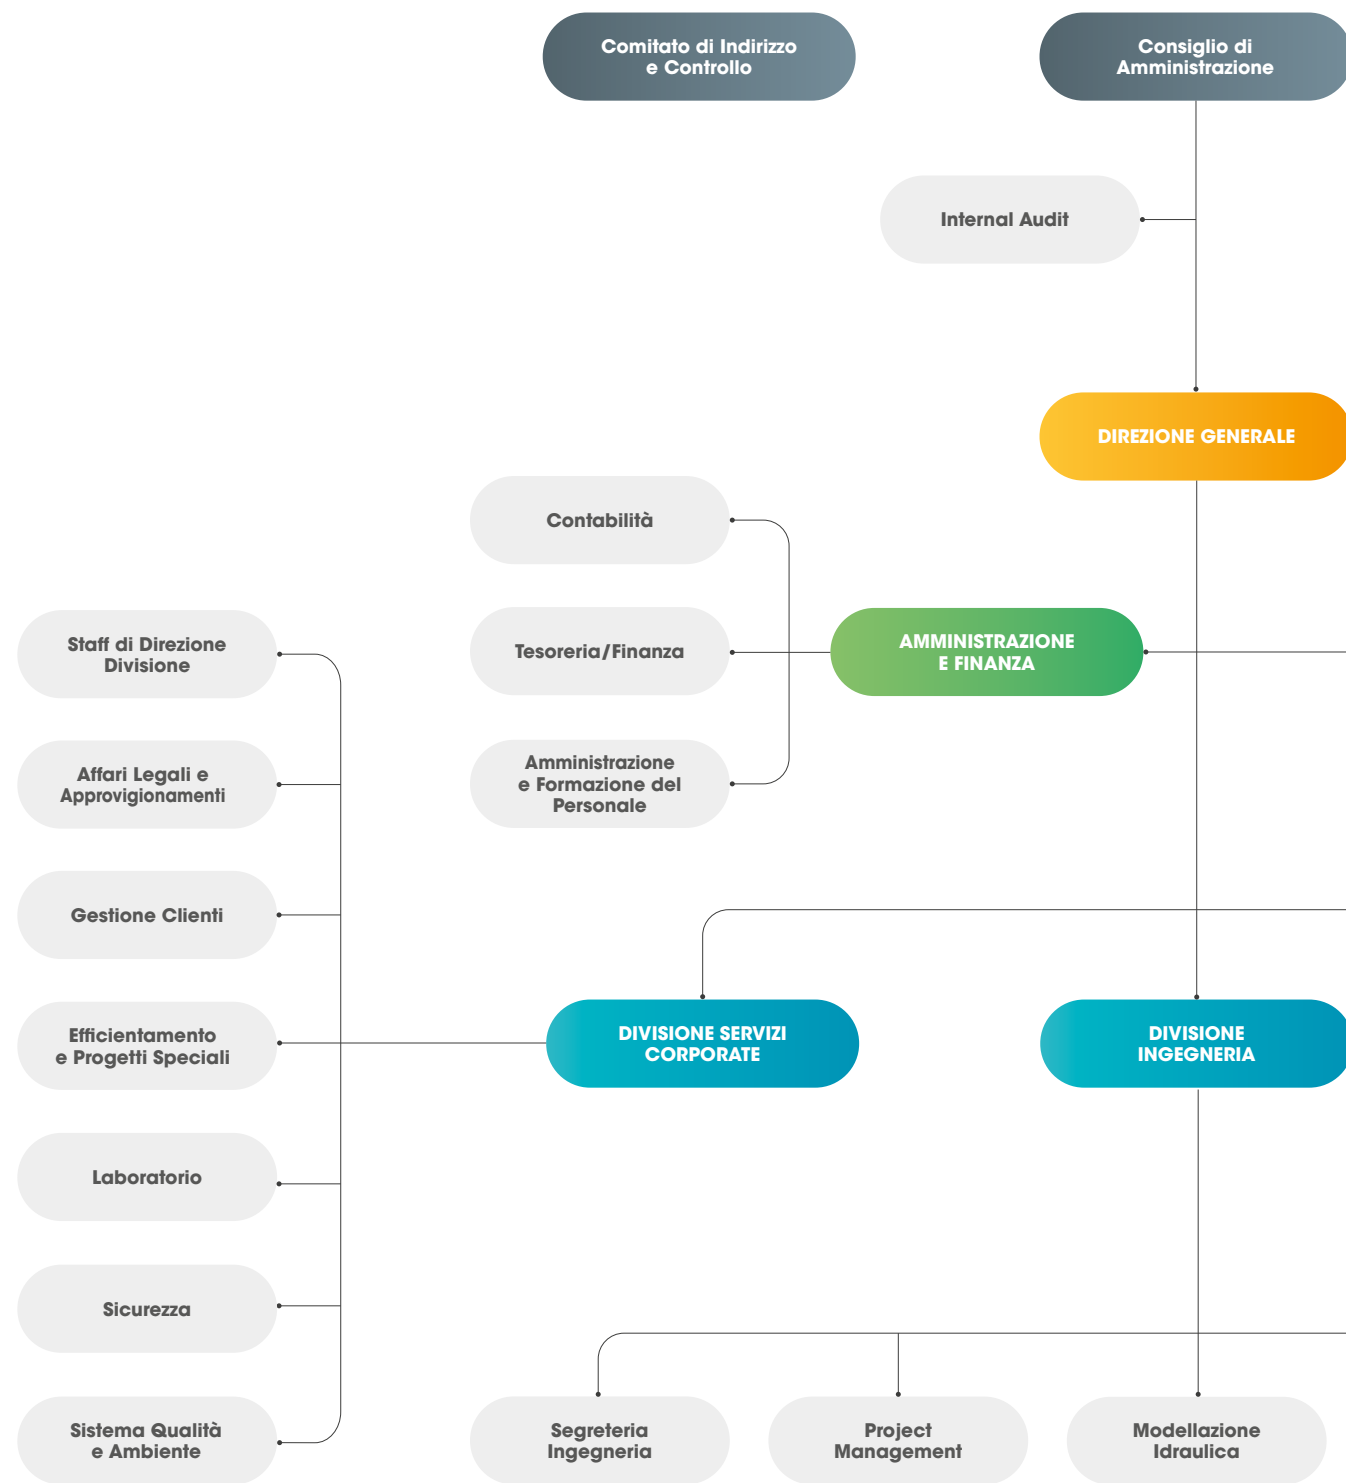 Comitato di Indirizzo
e Controllo
Consiglio di
Amministrazione
Internal Audit
DIREZIONE GENERALE
Contabilità
Tesoreria/Finanza
Amministrazione
e Formazione del
Personale
AMMINISTRAZIONE
E FINANZA
Staff di Direzione
Divisione
Affari Legali e
Approvigionamenti
Gestione Clienti
Efficientamento
e Progetti Speciali
Laboratorio
Sicurezza
Sistema Qualità
e Ambiente
DIVISIONE SERVIZI
CORPORATE
DIVISIONE
INGEGNERIA
Segreteria
Ingegneria
Project
Management
Modellazione
Idraulica